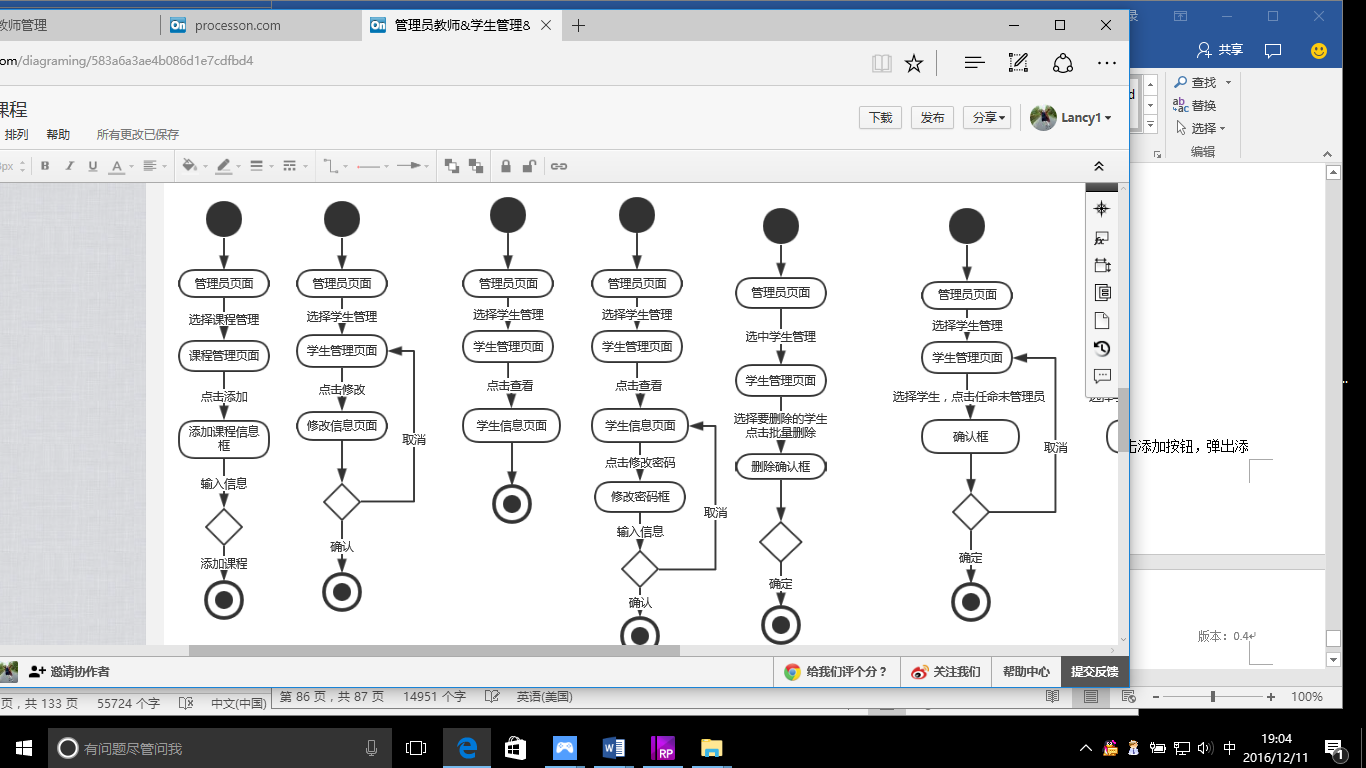 教师管理
processon.com
管理员教师&学生管理&
om/diagraming/583a6a3ae4b086d1e7cdfbd4
共享
课程
排列
帮助
所有更改已保存
下载
发布
分享
Lancy1
查找
替换
选择
编辑
px
B
I
U
A
管理员页面
选择课程管理
课程管理页面
点击添加
添加课程信息
框
输入信息
添加课程
管理员页面
选择学生管理
学生管理页面
点击修改
修改信息页面
取消
确认
管理员页面
选择学生管理
学生管理页面
点击查看
学生信息页面
管理员页面
选择学生管理
学生管理页面
点击查看
学生信息页面
点击修改密码
修改密码框
输入信息
取消
确认
管理员页面
选中学生管理
学生管理页面
选择要删除的学生
点击批量删除
删除确认框
确定
管理员页面
选择学生管理
学生管理页面
选择学生，点击任命未管理员
确认框
取消
确定
击添加按钮，弹出添
版本：0.4
邀请协作者
给我们评个分？
关注我们
帮助中心
提交反馈
页，共 133 页
55724 个字
中文(中国)
第 86 页，共 87 页
14951 个字
英语(美国)
100%
有问题尽管问我
RP
中
19:04
2016/12/11
1